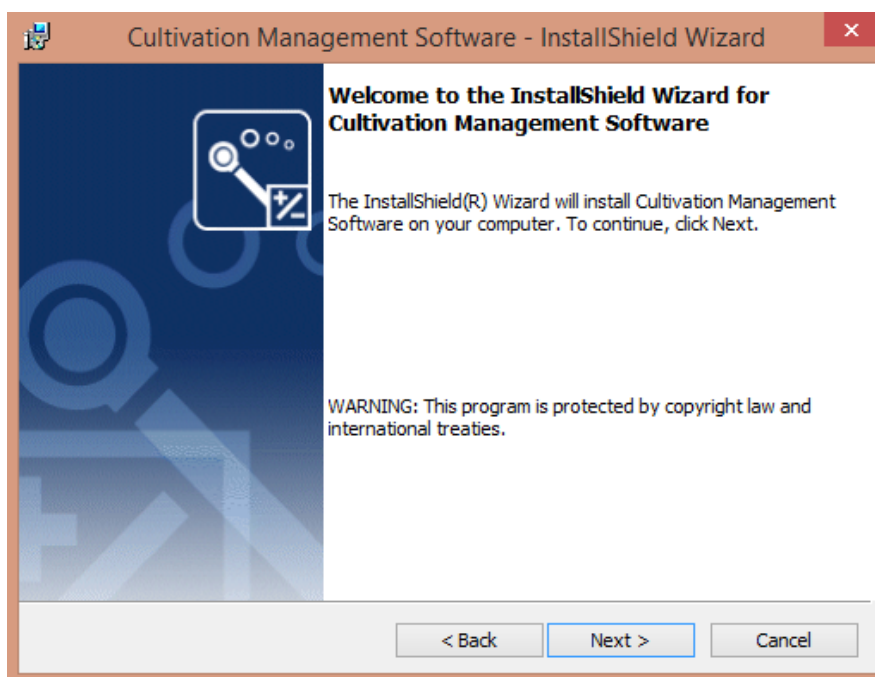 Cultivation Management Software - InstallShield Wizard
Welcome to the InstallShield Wizard for
Cultivation Management Software
The InstallShield(R) Wizard will install Cultivation Management
Software on your computer. To continue, click Next.
WARNING: This program is protected by copyright law and
international treaties.
< Back Next > Cancel